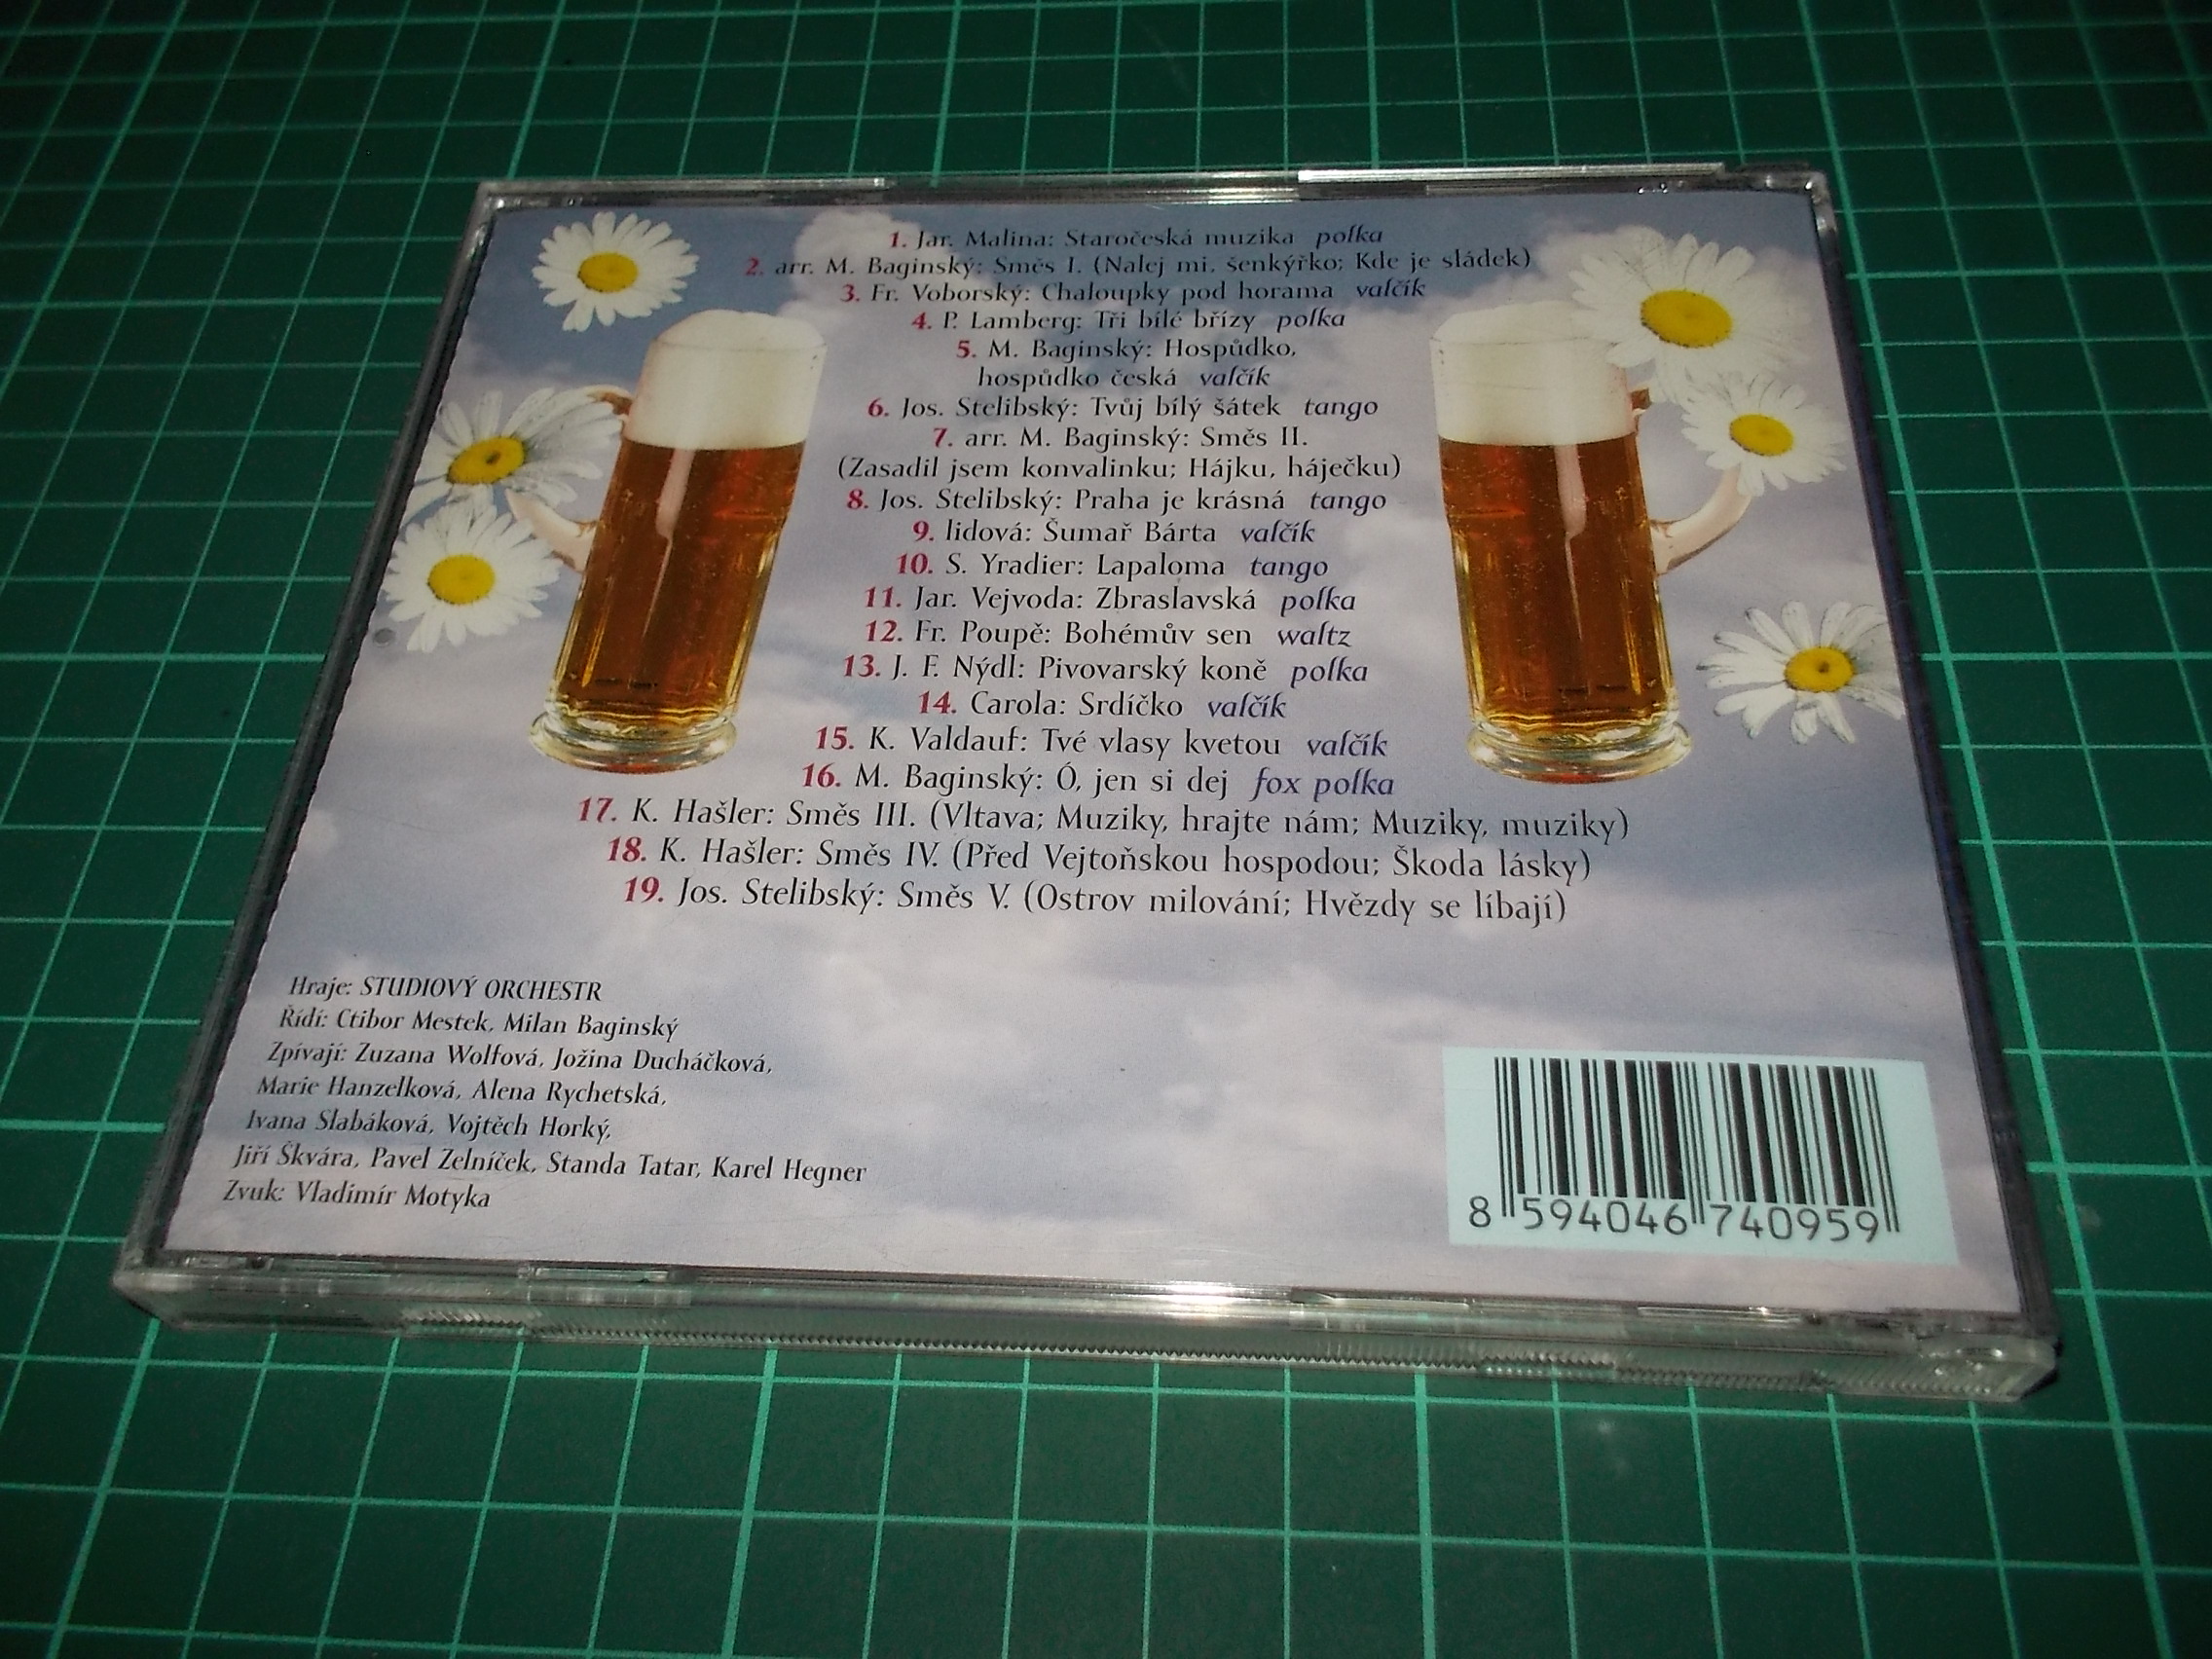 1. Jar. Malina: Staročeská muzika polka
2. arr. M. Baginský: Směs I. (Nalej mi, šenkýřko; Kde je sládek)
3. Fr. Voborský: Chaloupky pod horama valčík
4. P. Lamberg: Tři bílé břízy polka
5. M. Baginský: Hospůdko,
hospůdko česká valčík
6. Jos. Stelibský: Tvůj bílý šátek tango
7. arr. M. Baginský: Směs II.
(Zasadil jsem konvalinku; Hájku, háječku)
8. Jos. Stelibský: Praha je krásná tango
9. lidová: Šumař Bárta valčík
10. S. Yradier: Lapaloma tango
11. Jar. Vejvoda: Zbraslavská polka
12. Fr. Poupě: Bohémův sen waltz
13. J. F. Nýdl: Pivovarský koně polka
14. Carola: Srdíčko valčík
15. K. Valdauf: Tvé vlasy kvetou valčík
16. M. Baginský: Ó, jen si dej fox polka
17. K. Hašler: Směs III. (Vltava; Muziky, hrajte nám; Muziky, muziky)
18. K. Hašler: Směs IV. (Před Vejtoňskou hospodou; Škoda lásky)
19. Jos. Stelibský: Směs V. (Ostrov milování; Hvězdy se líbají)
Hraje: STUDIOVÝ ORCHESTR
Řídí: Ctibor Mestek, Milan Baginský
Zpívají: Zuzana Wolfová, Jožina Ducháčková,
Marie Hanzelková, Alena Rychetská,
Ivana Slabáková, Vojtěch Horký,
Jiří Škvára, Pavel Zelníček, Standa Tatar, Karel Hegner
Zvuk: Vladimír Motyka
8 594046 740959